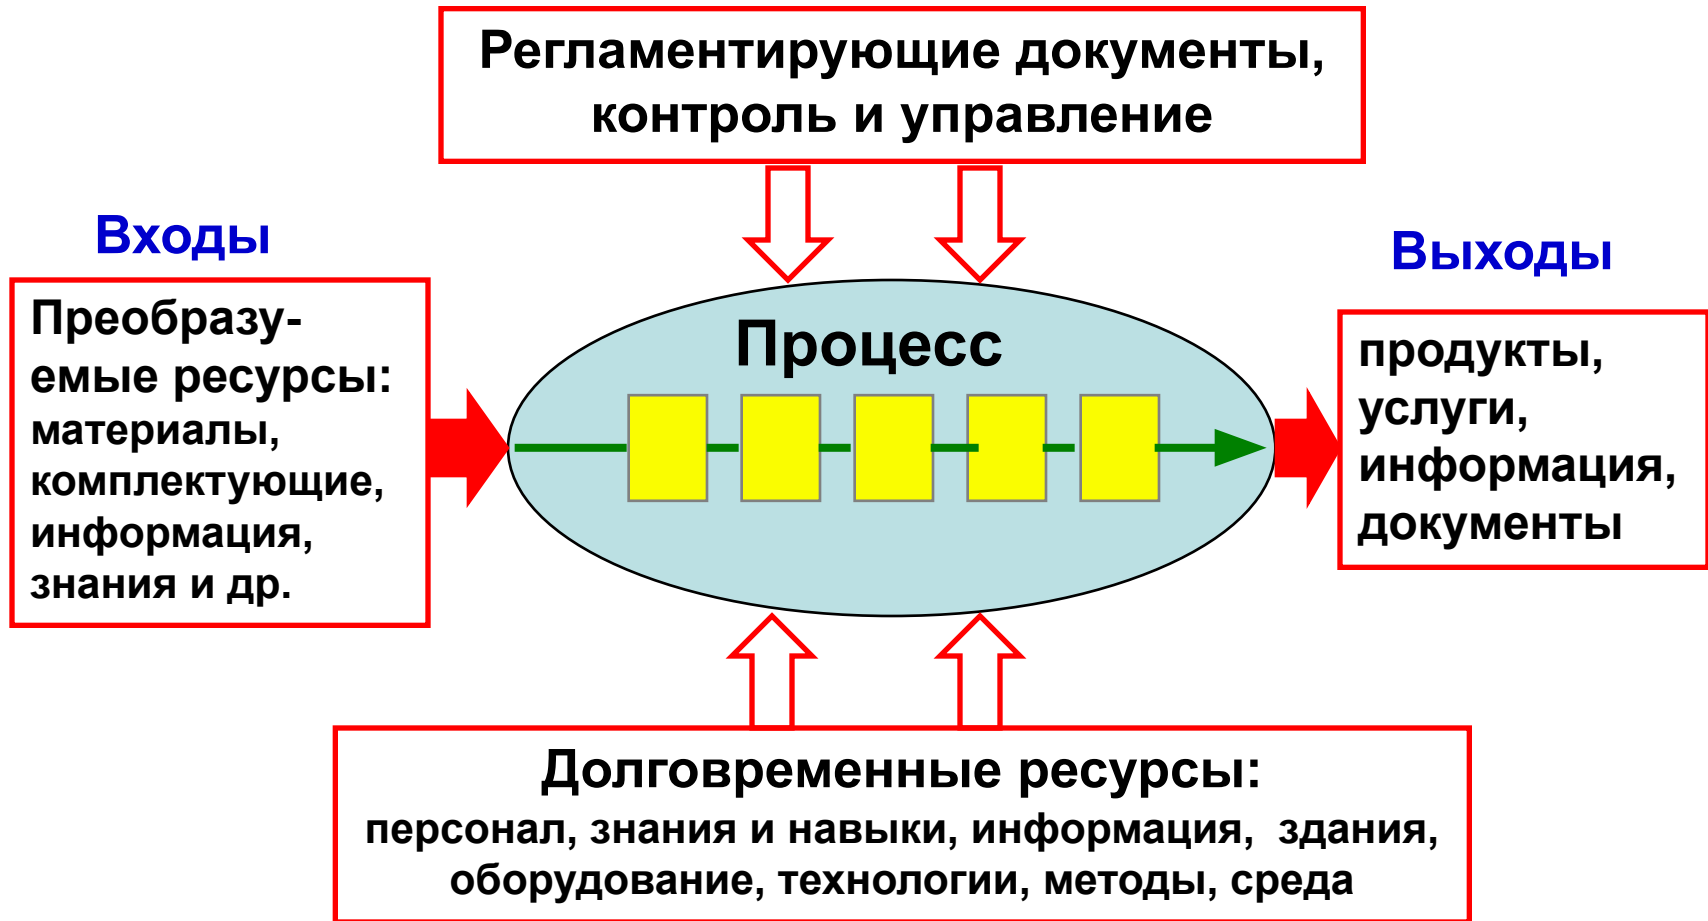 Регламентирующие документы,
контроль и управление
Входы
Выходы
Преобразу-
емые ресурсы:
материалы,
комплектующие,
информация,
знания и др.
Процесс
продукты,
услуги,
информация,
документы
Долговременные ресурсы:
персонал, знания и навыки, информация, здания,
оборудование, технологии, методы, среда